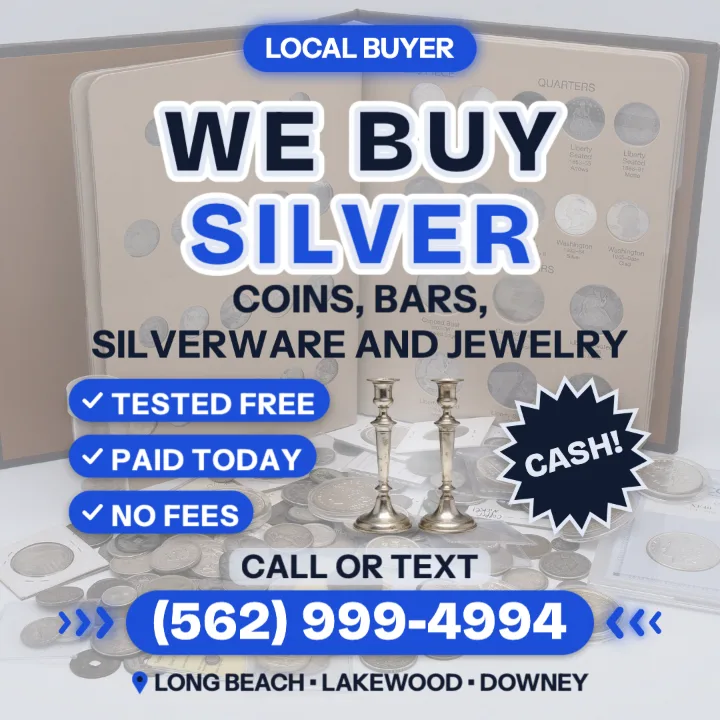 LOCAL BUYER
QUARTERS
WE BUY
SILVER
COINS, BARS,
SILVERWARE AND JEWELRY
✓ TESTED FREE
✓ PAID TODAY
✓ NO FEES
CASH!
CALL OR TEXT
(562) 999-4994
LONG BEACH ▪ LAKEWOOD ▪ DOWNEY